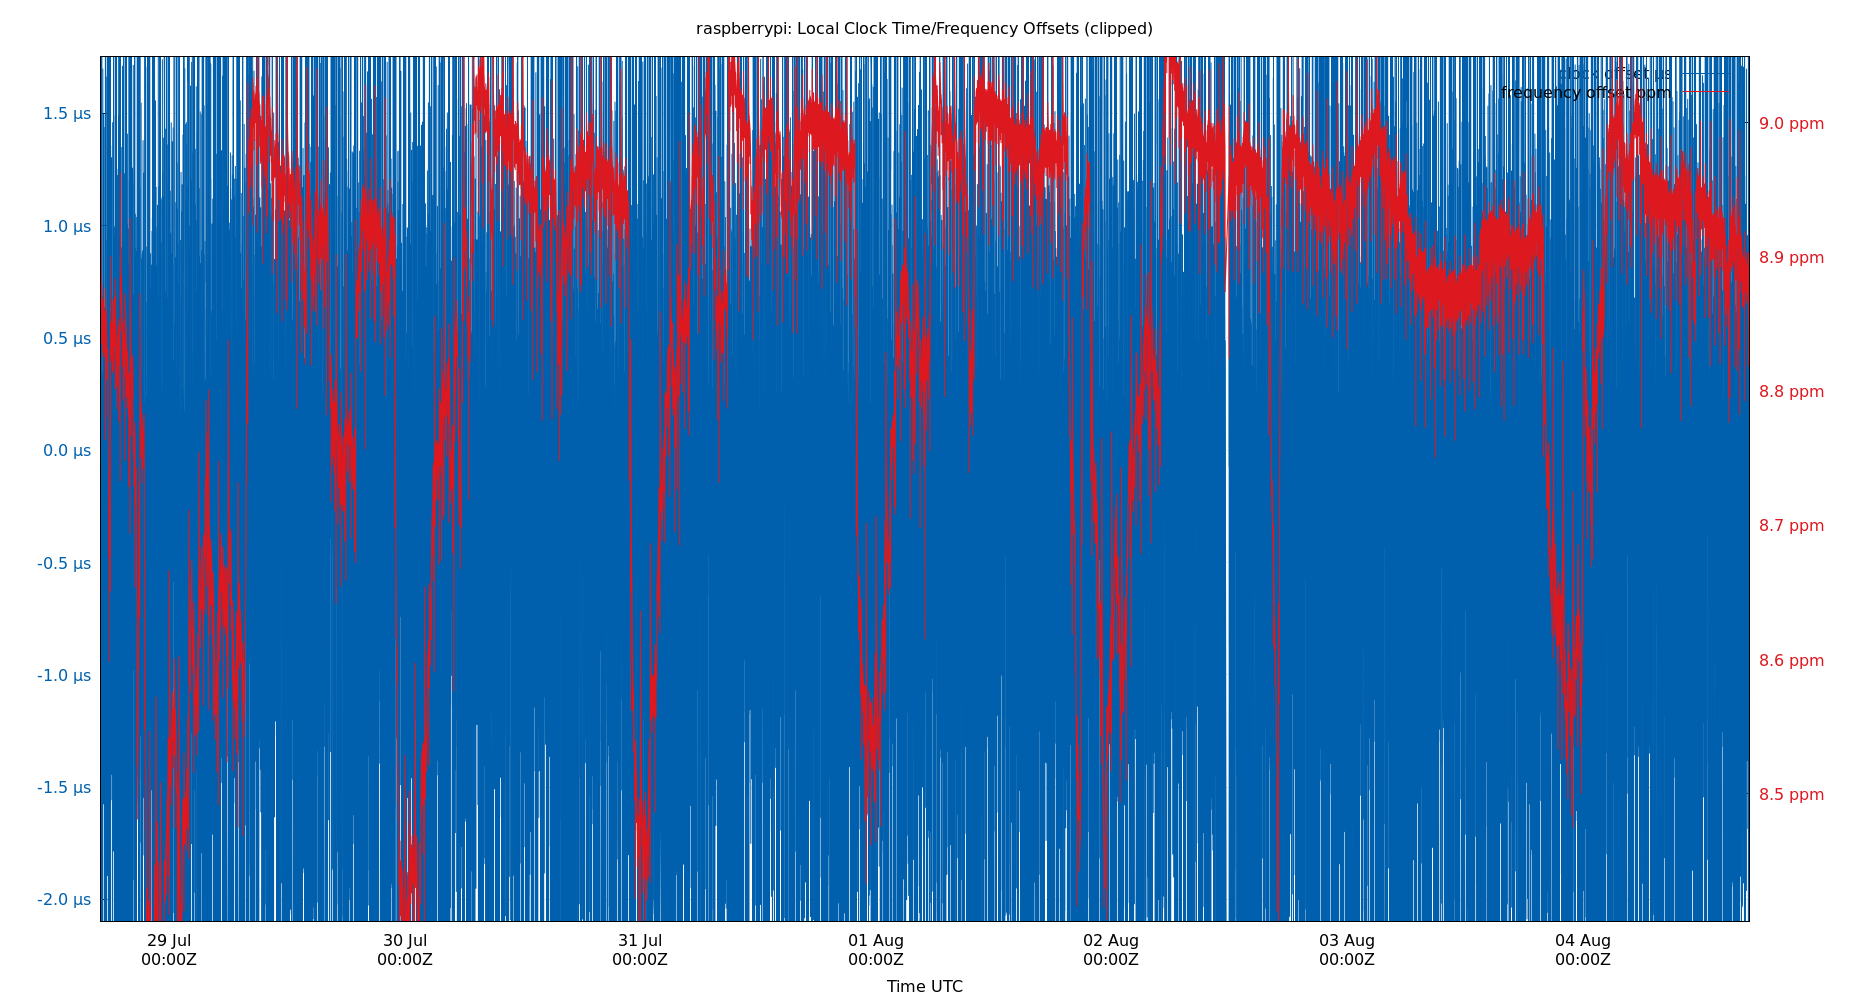 raspberrypi: Local Clock Time/Frequency Offsets (clipped)
clock offset µs
frequency offset ppm
1.5 µs
1.0 µs
0.5 µs
0.0 µs
-0.5 µs
-1.0 µs
-1.5 µs
-2.0 µs
9.0 ppm
8.9 ppm
8.8 ppm
8.7 ppm
8.6 ppm
8.5 ppm
29 Jul
00:00Z
30 Jul
00:00Z
31 Jul
00:00Z
01 Aug
00:00Z
02 Aug
00:00Z
03 Aug
00:00Z
04 Aug
00:00Z
Time UTC